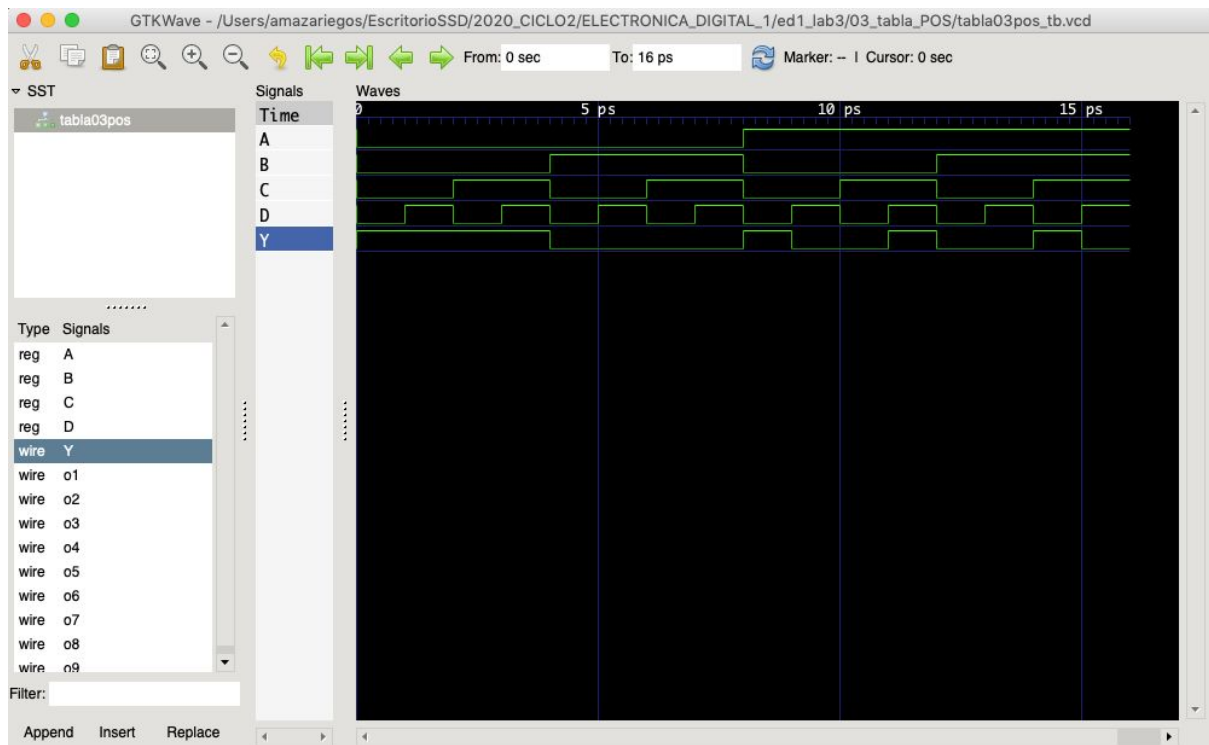 GTKWave - /Users/amazariegos/EscritorioSSD/2020_CICLO2/ELECTRONICA_DIGITAL_1/ed1_lab3/03_tabla_POS/tabla03pos_tb.vcd
From: 0 sec To: 16 ps Marker: -- | Cursor: 0 sec
SST
tabla03pos
Type Signals
reg A
reg B
reg C
reg D
wire Y
wire o1
wire o2
wire o3
wire o4
wire o5
wire o6
wire o7
wire o8
wire o9
Filter:
Append Insert Replace
Signals
Time
A
B
C
D
Y
Waves
0 5 ps 10 ps 15 ps